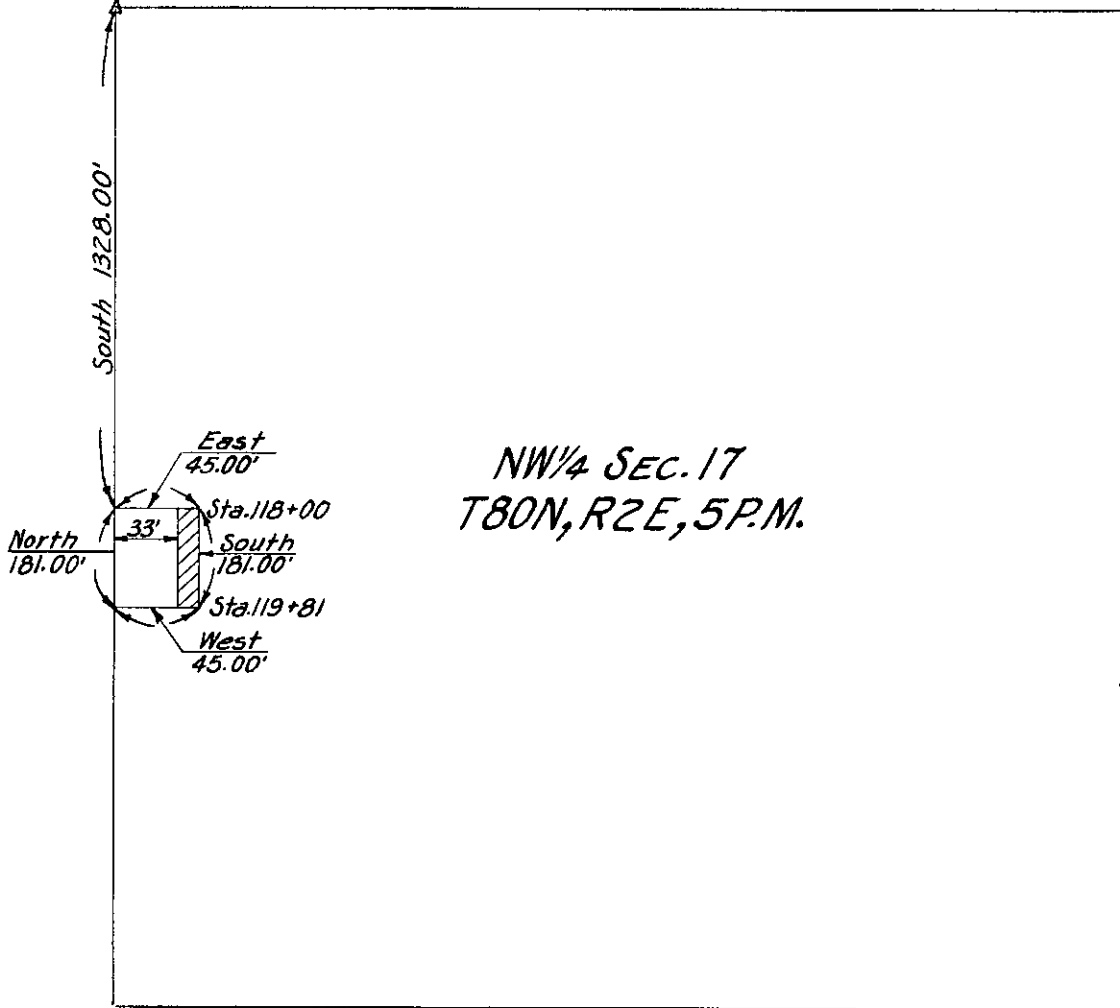 South 1328.00'
East
45.00'
Sta.118+00
33'
North
181.00'
South
181.00'
Sta.119+81
West
45.00'
NW¼ SEC. 17
T80N, R2E, 5P.M.